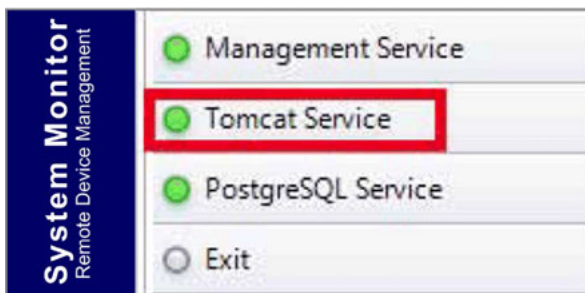 System Monitor
Remote Device Management
Management Service
Tomcat Service
PostgreSQL Service
Exit